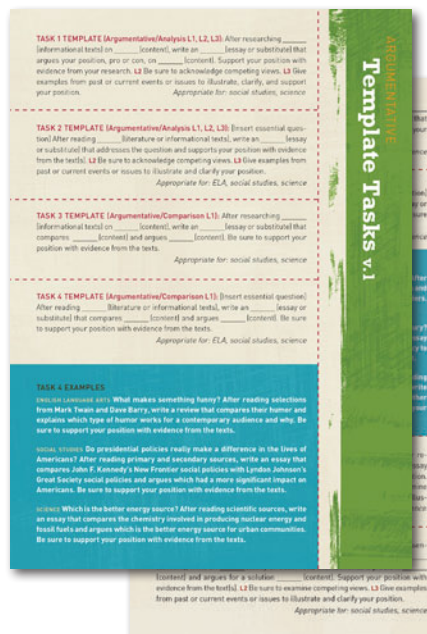 TASK 1 TEMPLATE (Argumentative/Analysis L1, L2, L3): After researching ______
(informational texts) on ______ (content), write an ______ (essay or substitute) that
argues your position, pro or con, on ______ (content). Support your position with
evidence from your research. L2 Be sure to acknowledge competing views. L3 Give
examples from past or current events or issues to illustrate, clarify, and support
your position.
Appropriate for: social studies, science
TASK 2 TEMPLATE (Argumentative/Analysis L1, L2, L3): [Insert essential ques-
tion] After reading ______ (literature or informational texts), write an ______ (essay
or substitute) that addresses the question and supports your position with evidence
from the text(s). L2 Be sure to acknowledge competing views. L3 Give examples from
past or current events or issues to illustrate and clarify your position.
Appropriate for: ELA, social studies, science
TASK 3 TEMPLATE (Argumentative/Comparison L1): After researching ______
(informational texts) on ______ (content), write an ______ (essay or substitute) that
compares ______ (content) and argues ______ (content). Be sure to support your
position with evidence from the texts.
Appropriate for: social studies, science
TASK 4 TEMPLATE (Argumentative/Comparison L1): [Insert essential question]
After reading ______ (literature or informational texts), write an ______ (essay or
substitute) that compares ______ (content) and argues ______ (content). Be sure
to support your position with evidence from the texts.
Appropriate for: ELA, social studies, science
TASK 4 EXAMPLES
ENGLISH LANGUAGE ARTS What makes something funny? After reading selections
from Mark Twain and Dave Barry, write a review that compares their humor and
explains which type of humor works for a contemporary audience and why. Be
sure to support your position with evidence from the texts.
SOCIAL STUDIES Do presidential policies really make a difference in the lives of
Americans? After reading primary and secondary sources, write an essay that
compares John F. Kennedy's New Frontier social policies with Lyndon Johnson's
Great Society social policies and argues which had a more significant impact on
Americans. Be sure to support your position with evidence from the texts.
SCIENCE Which is the better energy source? After reading scientific sources, write
an essay that compares the chemistry involved in producing nuclear energy and
fossil fuels and argues which is the better energy source for urban communities.
Be sure to support your position with evidence from the texts.
ARGUMENTATIVE
Template Tasks v.1
(content) and argues for a solution ______ (content). Support your position with
evidence from the text(s). L2 Be sure to examine competing views. L3 Give examples
from past or current events or issues to illustrate and clarify your position.
Appropriate for: social studies, science